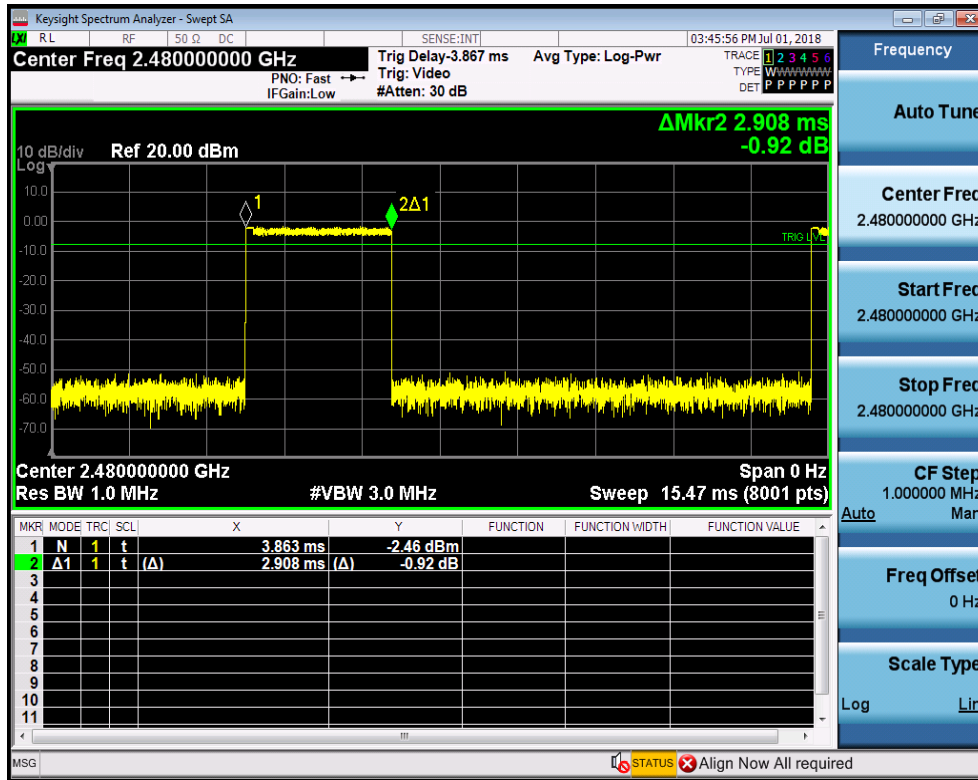 Keysight Spectrum Analyzer - Swept SA
LXI RL RF 50 Ω DC SENSE:INT 03:45:56 PM Jul 01, 2018
Center Freq 2.480000000 GHz
PNO: Fast
IFGain:Low
Trig Delay-3.867 ms
Trig: Video
#Atten: 30 dB
Avg Type: Log-Pwr
TRACE 1 2 3 4 5 6
TYPE WWWWWW
DET P P P P P P
ΔMkr2 2.908 ms
-0.92 dB
10 dB/div Ref 20.00 dBm
Log
10.0
0.00
-10.0
-20.0
-30.0
-40.0
-50.0
-60.0
-70.0
1
2Δ1
TRIG LVL
Center 2.480000000 GHz Span 0 Hz
Res BW 1.0 MHz #VBW 3.0 MHz Sweep 15.47 ms (8001 pts)
MKR MODE TRC SCL X Y FUNCTION FUNCTION WIDTH FUNCTION VALUE
1 N 1 t 3.863 ms -2.46 dBm
2 Δ1 1 t (Δ) 2.908 ms (Δ) -0.92 dB
3
4
5
6
7
8
9
10
11
MSG STATUS Align Now All required
Frequency
Auto Tune
Center Freq
2.480000000 GHz
Start Freq
2.480000000 GHz
Stop Freq
2.480000000 GHz
CF Step
1.000000 MHz
Auto Man
Freq Offset
0 Hz
Scale Type
Log Lin